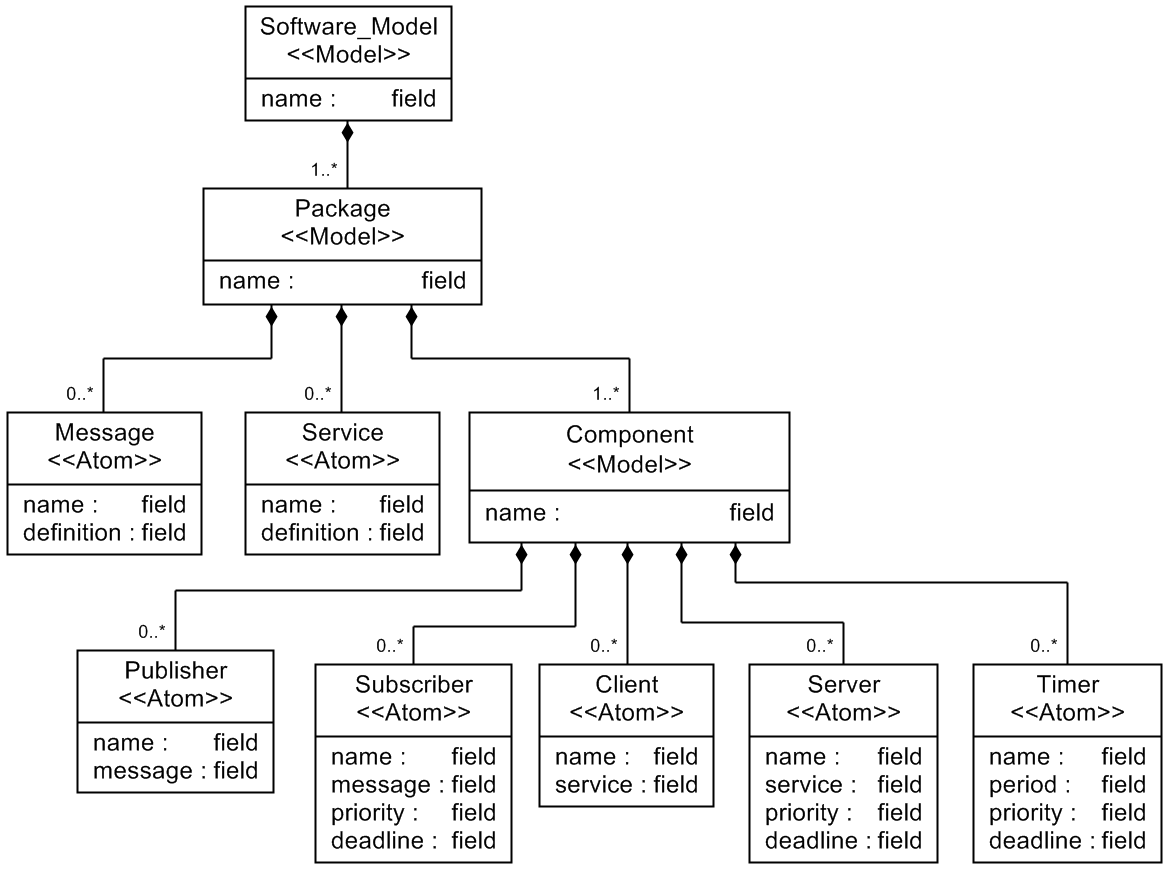 Software_Model
<<Model>>
name : field
1..*
Package
<<Model>>
name : field
0..*
0..*
1..*
Message
<<Atom>>
name : field
definition : field
Service
<<Atom>>
name : field
definition : field
Component
<<Model>>
name : field
0..*
0..*
0..*
0..*
0..*
Publisher
<<Atom>>
name : field
message : field
Subscriber
<<Atom>>
name : field
message : field
priority : field
deadline : field
Client
<<Atom>>
name : field
service : field
Server
<<Atom>>
name : field
service : field
priority : field
deadline : field
Timer
<<Atom>>
name : field
period : field
priority : field
deadline : field